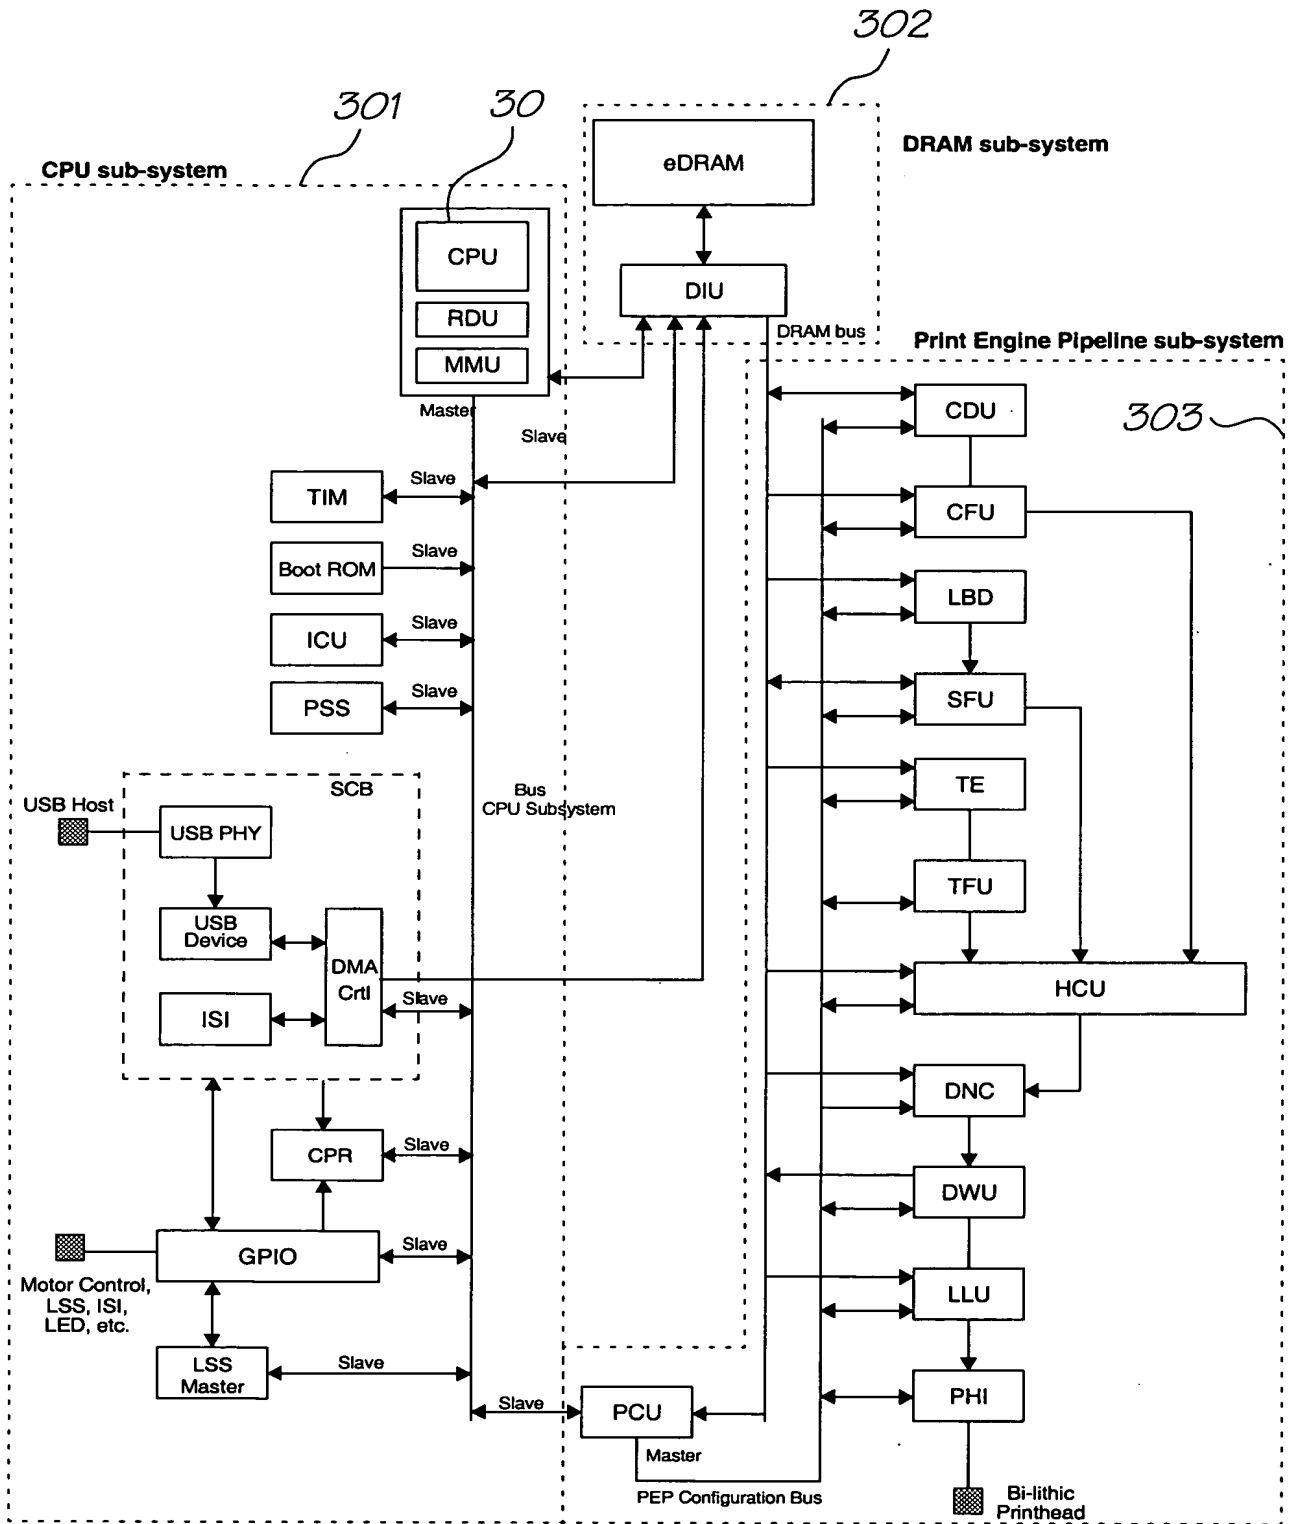 302
301
30
CPU sub-system
DRAM sub-system
eDRAM
CPU
RDU
MMU
Master
DIU
DRAM bus
Print Engine Pipeline sub-system
303
Slave
TIM
Slave
Boot ROM
Slave
ICU
Slave
PSS
Slave
SCB
USB Host
USB PHY
USB
Device
DMA
Crtl
ISI
Slave
Bus
CPU Subsystem
CPR
Slave
GPIO
Slave
Motor Control,
LSS, ISI,
LED, etc.
LSS
Master
Slave
Slave
PCU
Master
PEP Configuration Bus
CDU
CFU
LBD
SFU
TE
TFU
HCU
DNC
DWU
LLU
PHI
Bi-lithic
Printhead